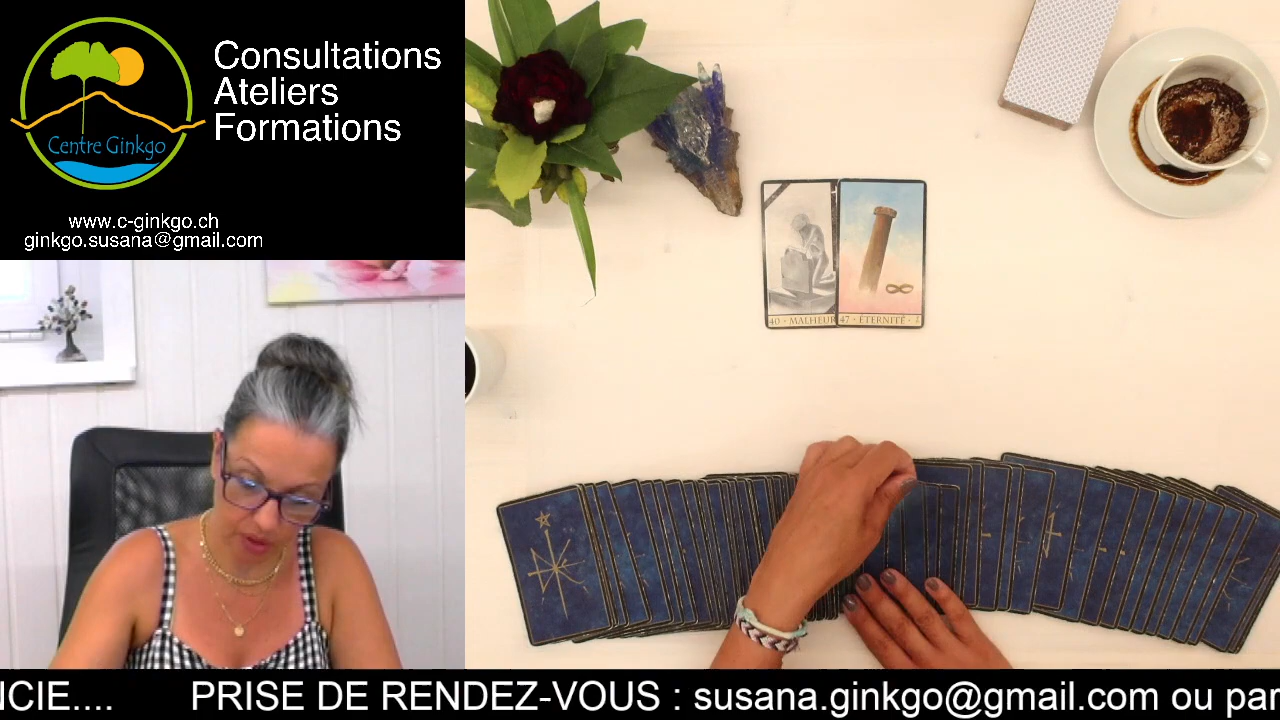 Consultations
Ateliers
Formations
Centre Ginkgo
www.c-ginkgo.ch
ginkgo.susana@gmail.com
40 - MALHEUR
47 - ÉTERNITÉ
NCIE.... PRISE DE RENDEZ-VOUS : susana.ginkgo@gmail.com ou par